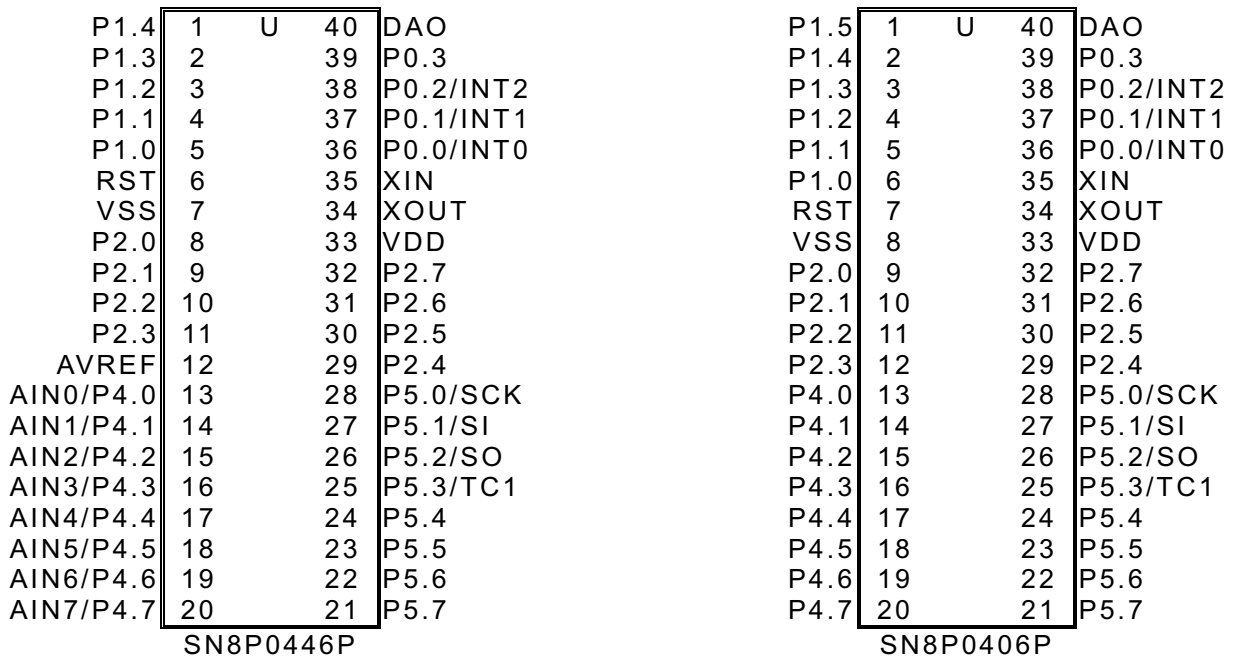 P1.4 1 U 40 DAO
P1.3 2 39 P0.3
P1.2 3 38 P0.2/INT2
P1.1 4 37 P0.1/INT1
P1.0 5 36 P0.0/INT0
RST 6 35 XIN
VSS 7 34 XOUT
P2.0 8 33 VDD
P2.1 9 32 P2.7
P2.2 10 31 P2.6
P2.3 11 30 P2.5
AVREF 12 29 P2.4
AIN0/P4.0 13 28 P5.0/SCK
AIN1/P4.1 14 27 P5.1/SI
AIN2/P4.2 15 26 P5.2/SO
AIN3/P4.3 16 25 P5.3/TC1
AIN4/P4.4 17 24 P5.4
AIN5/P4.5 18 23 P5.5
AIN6/P4.6 19 22 P5.6
AIN7/P4.7 20 21 P5.7
SN8P0446P
P1.5 1 U 40 DAO
P1.4 2 39 P0.3
P1.3 3 38 P0.2/INT2
P1.2 4 37 P0.1/INT1
P1.1 5 36 P0.0/INT0
P1.0 6 35 XIN
RST 7 34 XOUT
VSS 8 33 VDD
P2.0 9 32 P2.7
P2.1 10 31 P2.6
P2.2 11 30 P2.5
P2.3 12 29 P2.4
P4.0 13 28 P5.0/SCK
P4.1 14 27 P5.1/SI
P4.2 15 26 P5.2/SO
P4.3 16 25 P5.3/TC1
P4.4 17 24 P5.4
P4.5 18 23 P5.5
P4.6 19 22 P5.6
P4.7 20 21 P5.7
SN8P0406P